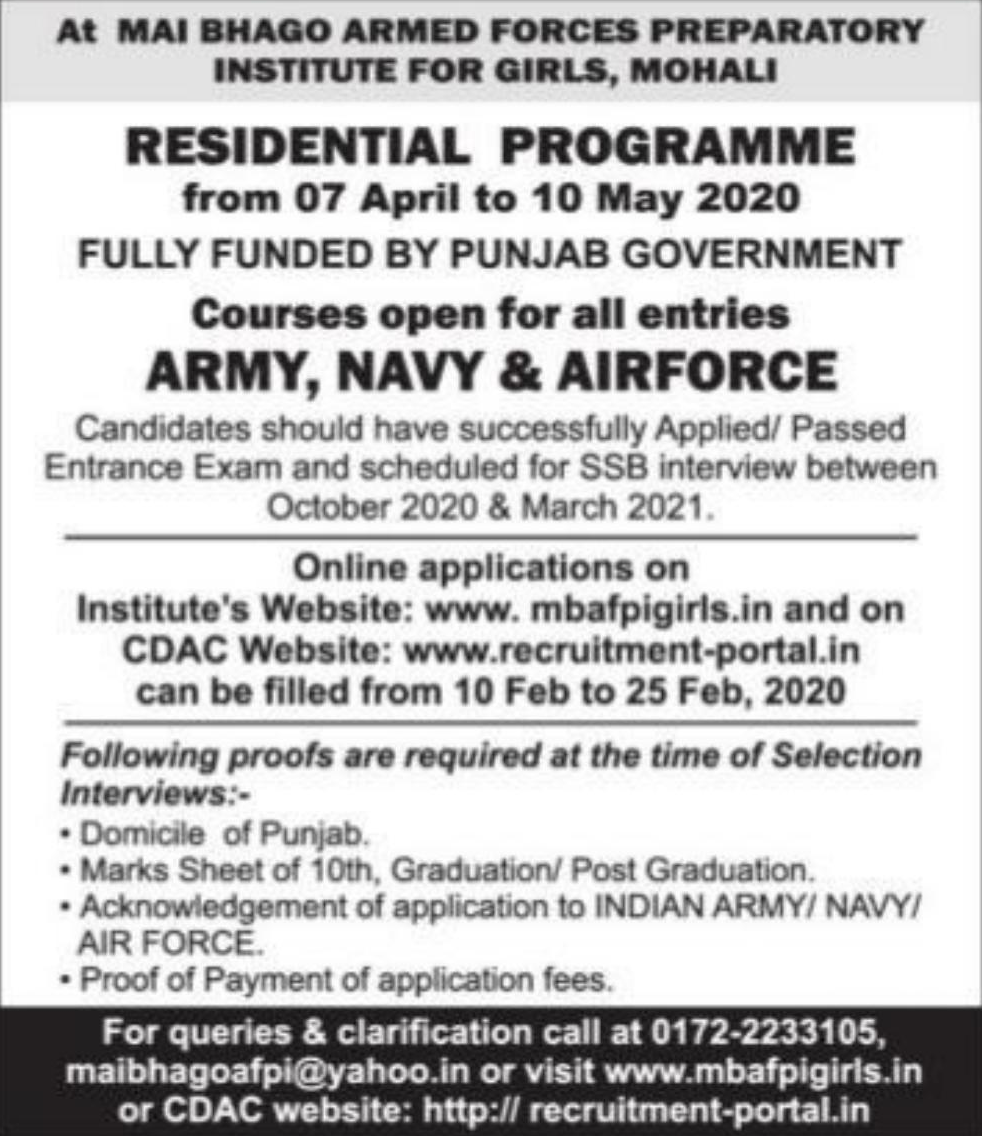 At MAI BHAGO ARMED FORCES PREPARATORY
INSTITUTE FOR GIRLS, MOHALI
RESIDENTIAL PROGRAMME
from 07 April to 10 May 2020
FULLY FUNDED BY PUNJAB GOVERNMENT
Courses open for all entries
ARMY, NAVY & AIRFORCE
Candidates should have successfully Applied/ Passed
Entrance Exam and scheduled for SSB interview between
October 2020 & March 2021.
Online applications on
Institute's Website: www. mbafpigirls.in and on
CDAC Website: www.recruitment-portal.in
can be filled from 10 Feb to 25 Feb, 2020
Following proofs are required at the time of Selection
Interviews:-
• Domicile of Punjab.
• Marks Sheet of 10th, Graduation/ Post Graduation.
• Acknowledgement of application to INDIAN ARMY/ NAVY/
AIR FORCE.
• Proof of Payment of application fees.
For queries & clarification call at 0172-2233105,
maibhagoafpi@yahoo.in or visit www.mbafpigirls.in
or CDAC website: http:// recruitment-portal.in